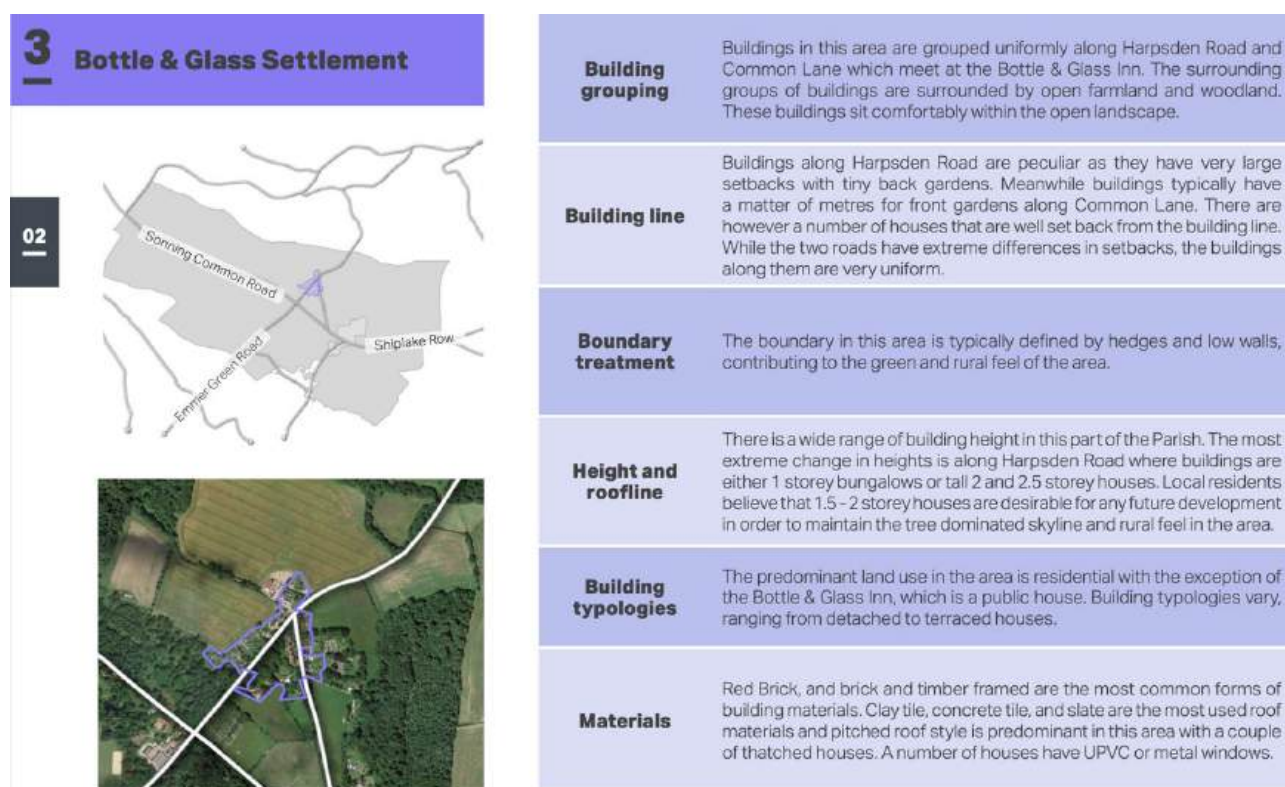 3 Bottle & Glass Settlement
02
Sonning Common Road
Shiplake Row
Emmer Green Road
Building
grouping
Buildings in this area are grouped uniformly along Harpsden Road and
Common Lane which meet at the Bottle & Glass Inn. The surrounding
groups of buildings are surrounded by open farmland and woodland.
These buildings sit comfortably within the open landscape.
Building line
Buildings along Harpsden Road are peculiar as they have very large
setbacks with tiny back gardens. Meanwhile buildings typically have
a matter of metres for front gardens along Common Lane. There are
however a number of houses that are well set back from the building line.
While the two roads have extreme differences in setbacks, the buildings
along them are very uniform.
Boundary
treatment
The boundary in this area is typically defined by hedges and low walls,
contributing to the green and rural feel of the area.
Height and
roofline
There is a wide range of building height in this part of the Parish. The most
extreme change in heights is along Harpsden Road where buildings are
either 1 storey bungalows or tall 2 and 2.5 storey houses. Local residents
believe that 1.5 - 2 storey houses are desirable for any future development
in order to maintain the tree dominated skyline and rural feel in the area.
Building
typologies
The predominant land use in the area is residential with the exception of
the Bottle & Glass Inn, which is a public house. Building typologies vary,
ranging from detached to terraced houses.
Materials
Red Brick, and brick and timber framed are the most common forms of
building materials. Clay tile, concrete tile, and slate are the most used roof
materials and pitched roof style is predominant in this area with a couple
of thatched houses. A number of houses have UPVC or metal windows.